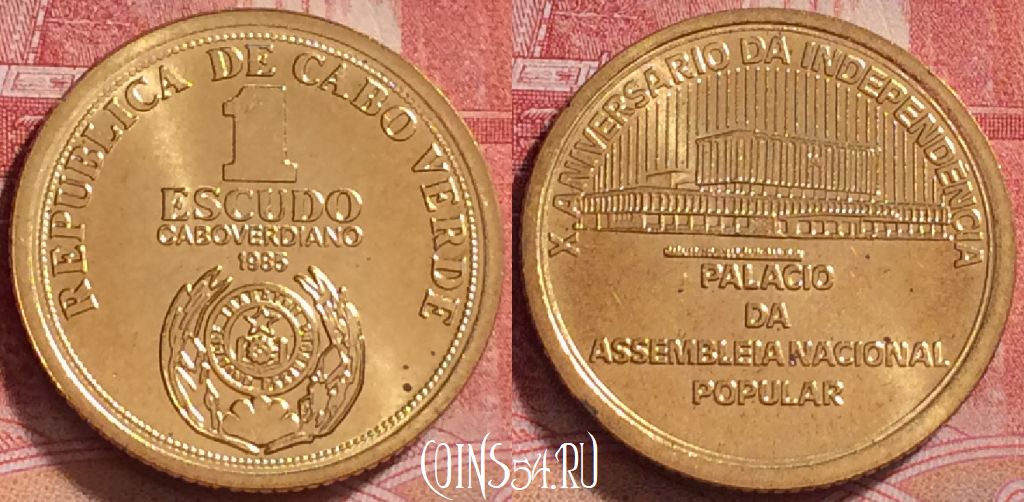 REPUBLICA DE CABO VERDE
1
ESCUDO
CABOVERDIANO
1985
X. ANIVERSARIO DA INDEPENDENCIA
PALACIO
DA
ASSEMBLEIA NACIONAL
POPULAR
COINS54.RU